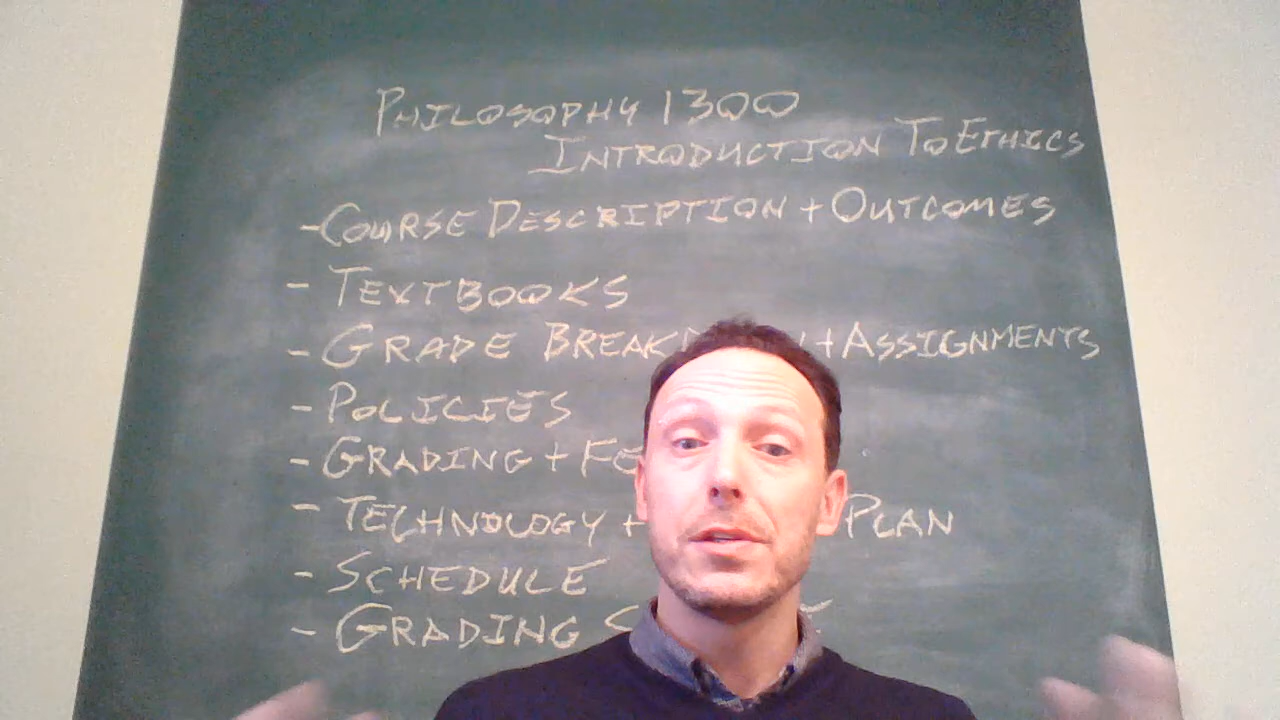 PHILOSOPHY 1300
INTRODUCTION TO ETHICS
- COURSE DESCRIPTION + OUTCOMES
- TEXTBOOKS
- GRADE + ASSIGNMENTS
- POLICIES
- GRADING +
- TECHNOLOGY + PLAN
- SCHEDULE
- GRADING